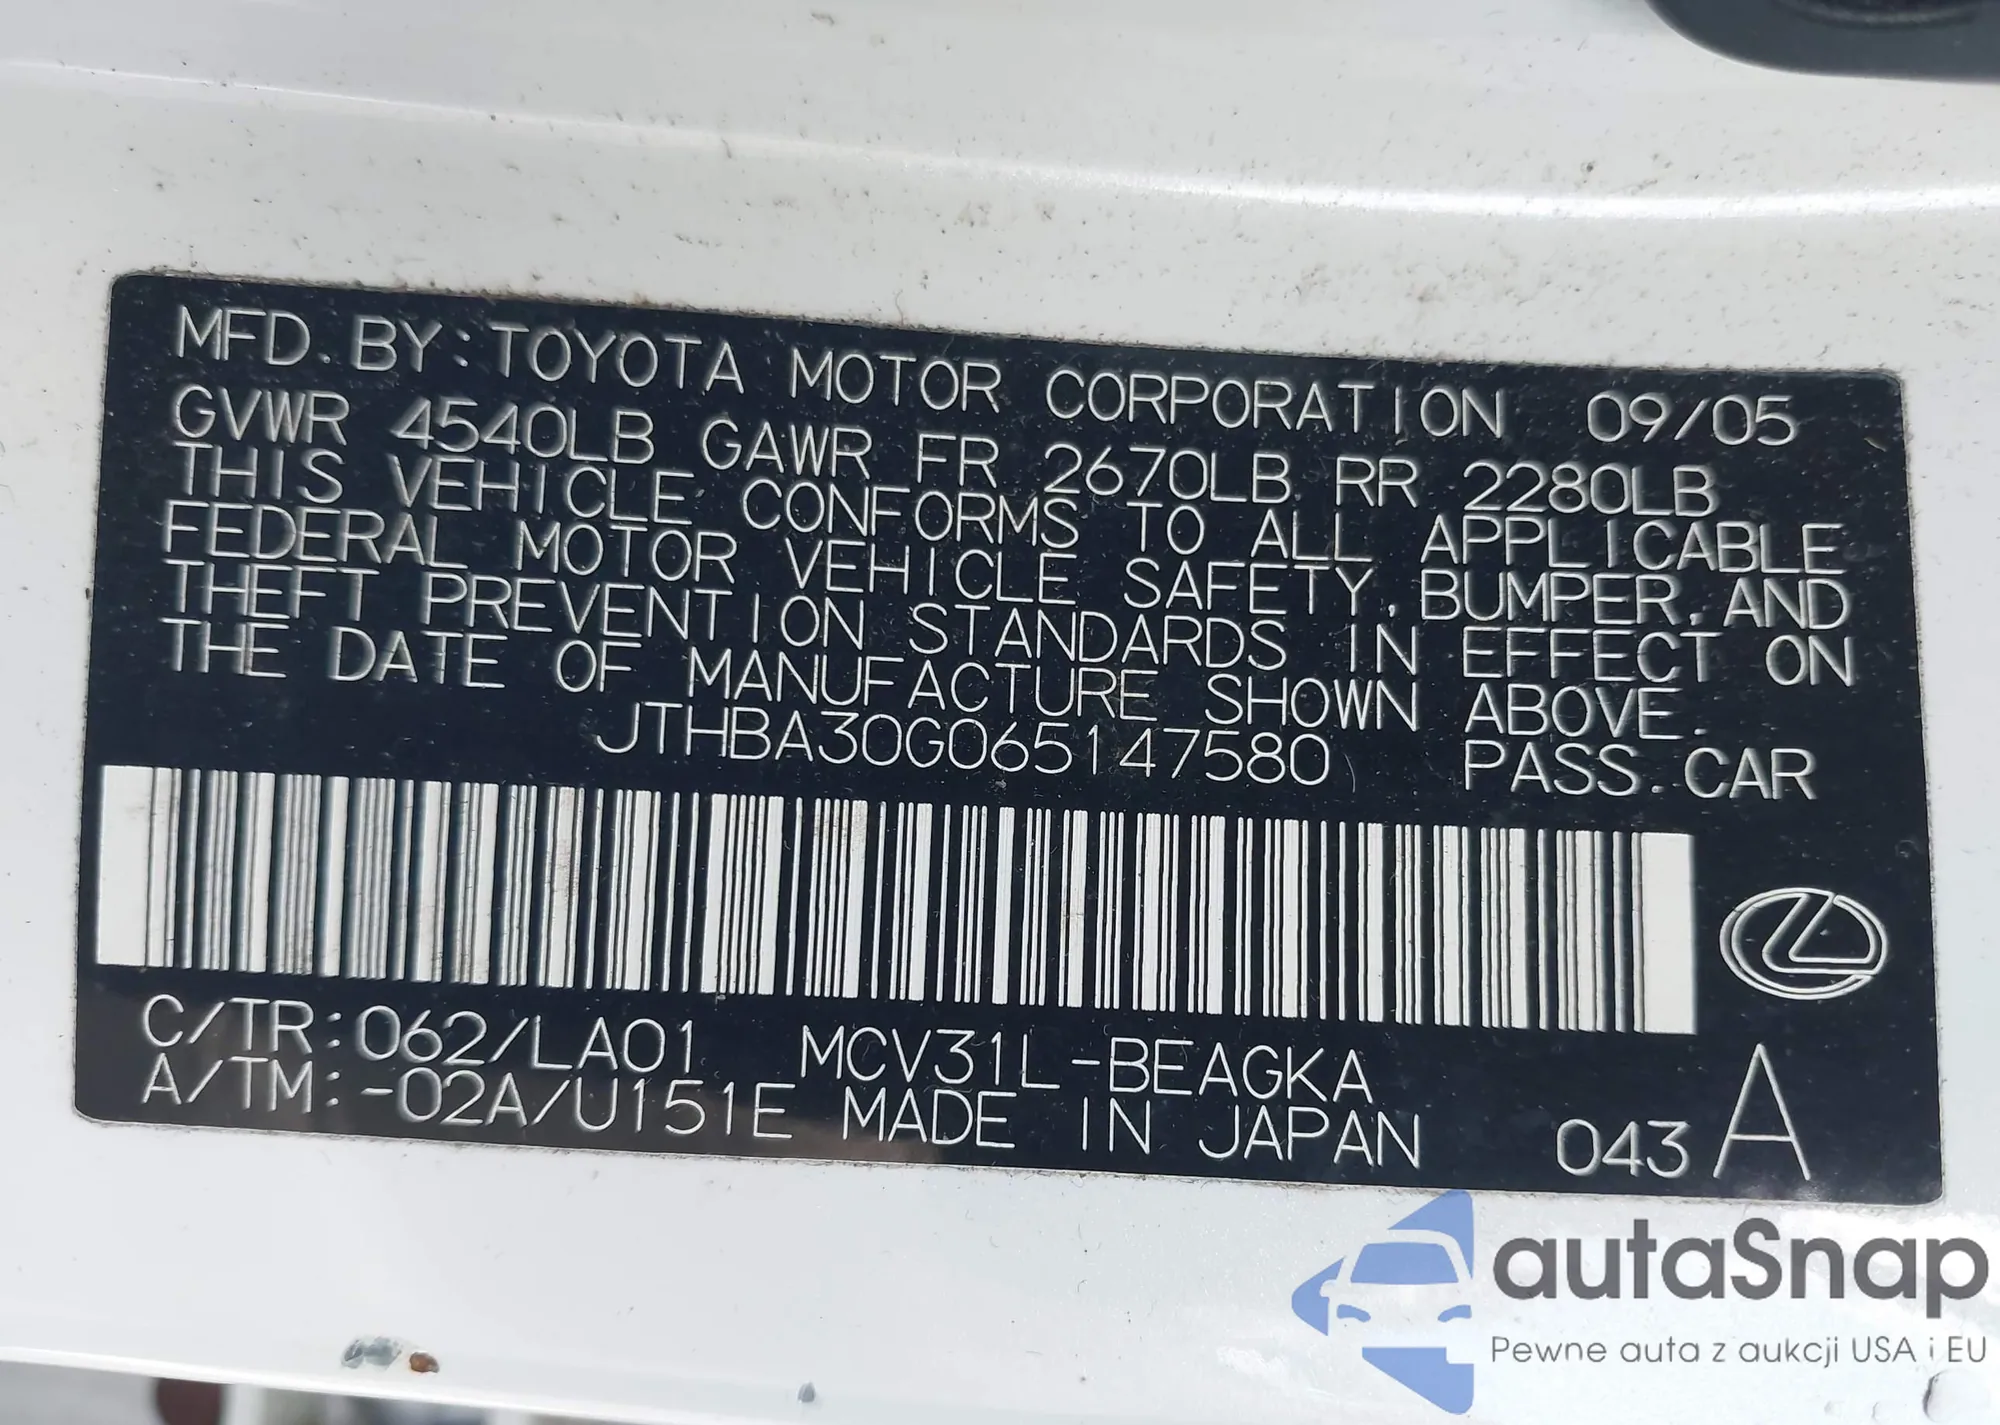 MFD. BY: TOYOTA MOTOR CORPORATION 09/05
GVWR 4540LB GAWR FR 2670LB RR 2280LB
THIS VEHICLE CONFORMS TO ALL APPLICABLE
FEDERAL MOTOR VEHICLE SAFETY, BUMPER, AND
THEFT PREVENTION STANDARDS IN EFFECT ON
THE DATE OF MANUFACTURE SHOWN ABOVE.
JTHBA30G065147580 PASS. CAR
C/TR: 062/LA01 MCV31L-BEAGKA
A/TM: -02A/U151E MADE IN JAPAN 043 A
autaSnap
Pewne auta z aukcji USA i EU